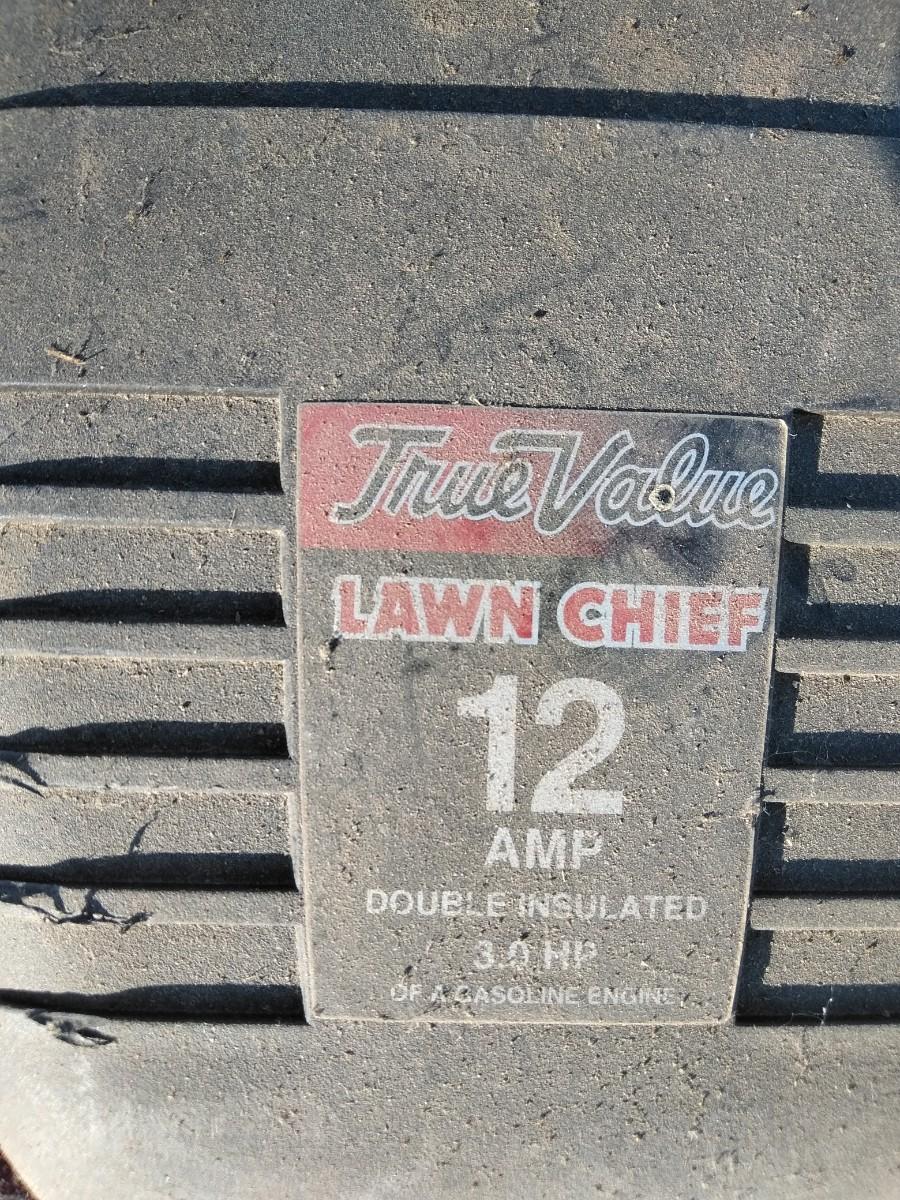 True Value
LAWN CHIEF
12
AMP
DOUBLE INSULATED
3.0 HP
OF A GASOLINE ENGINE